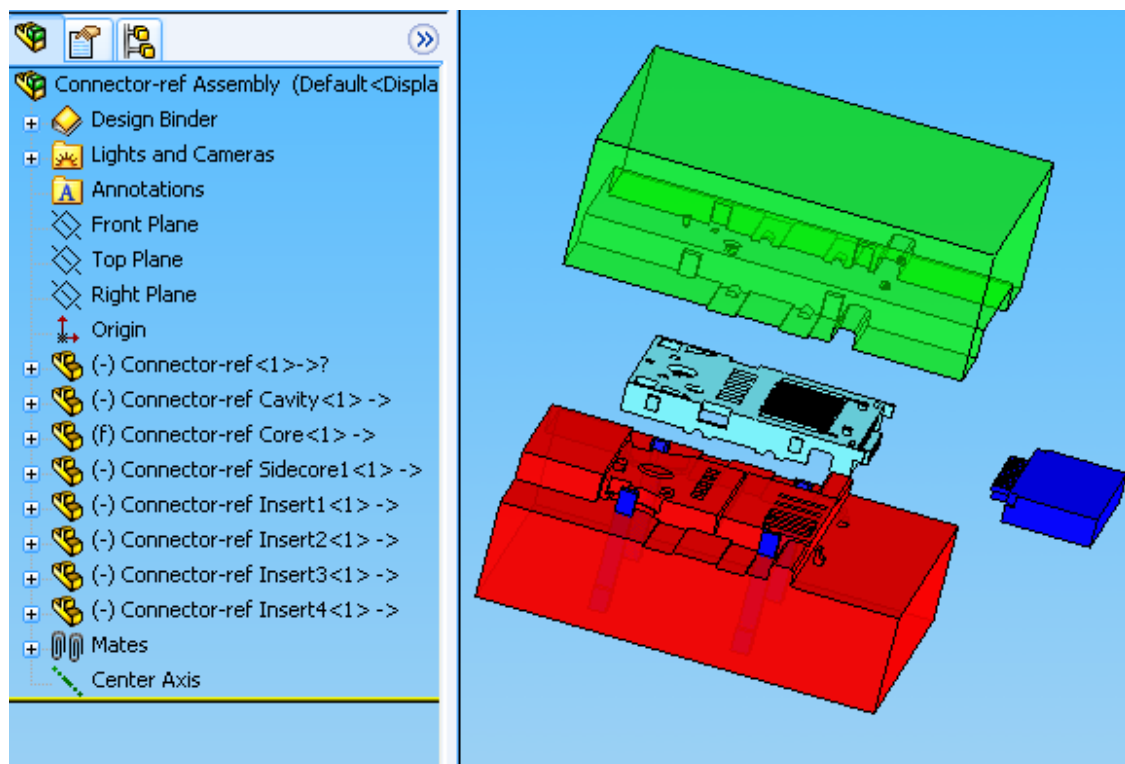 Connector-ref Assembly (Default<Displa
Design Binder
Lights and Cameras
A Annotations
Front Plane
Top Plane
Right Plane
Origin
(-) Connector-ref<1>->?
(-) Connector-ref Cavity<1> ->
(f) Connector-ref Core<1> ->
(-) Connector-ref Sidecore1<1> ->
(-) Connector-ref Insert1<1> ->
(-) Connector-ref Insert2<1> ->
(-) Connector-ref Insert3<1> ->
(-) Connector-ref Insert4<1> ->
Mates
Center Axis